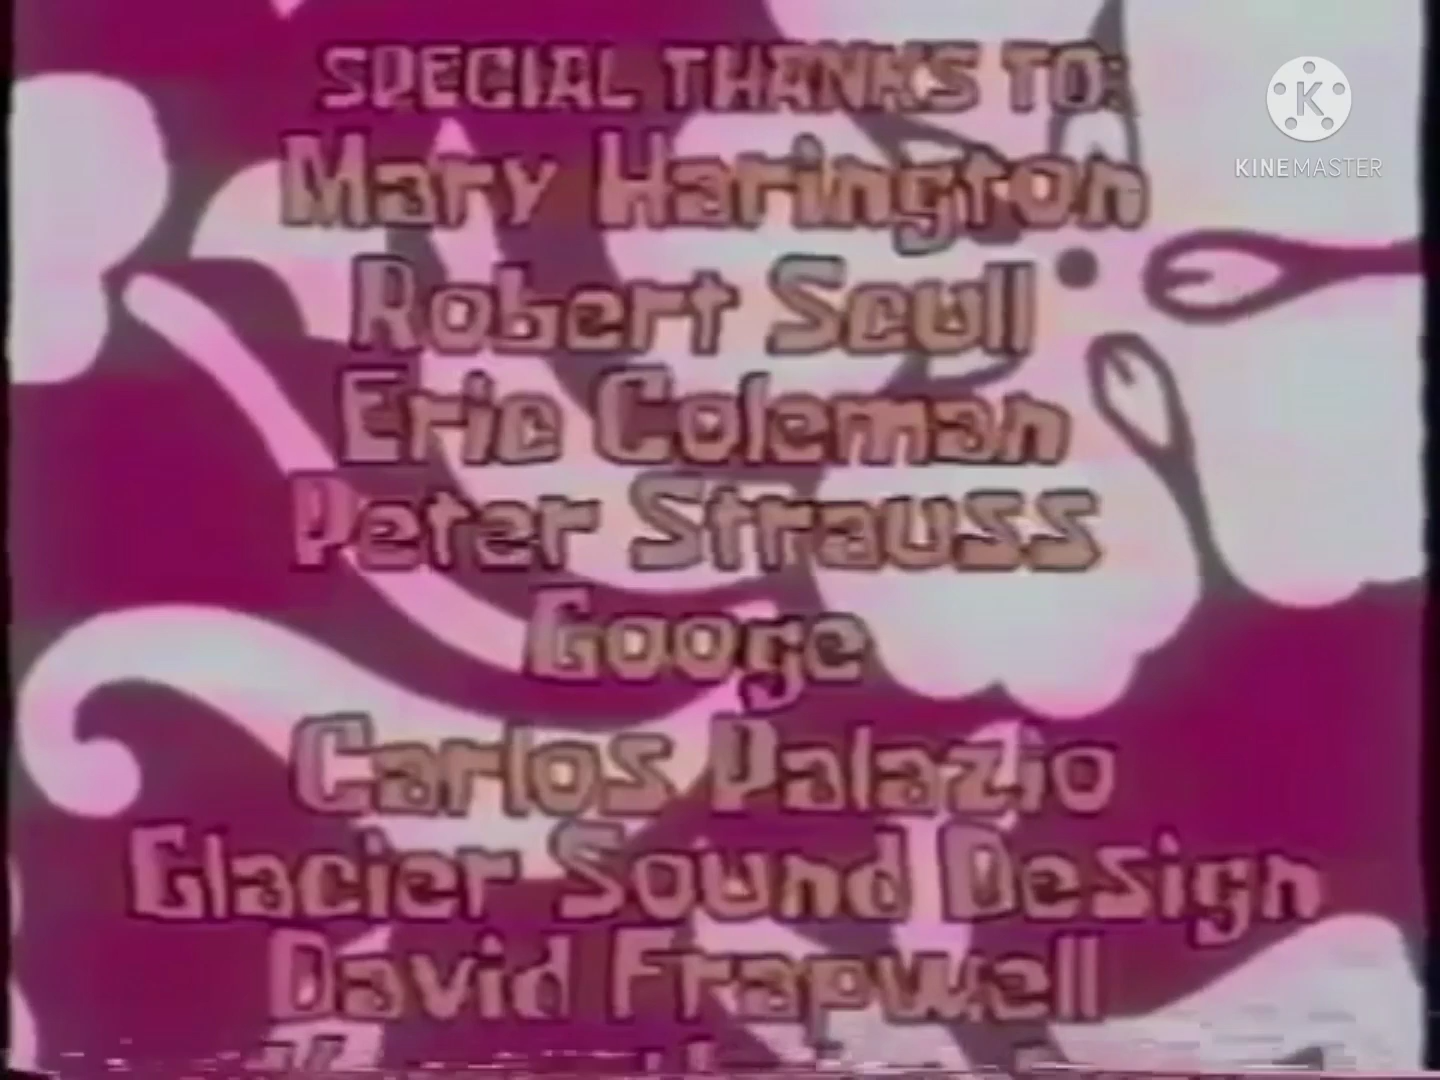 SPECIAL THANKS TO:
Mary Harington
Robert Scull
Eric Coleman
Peter Strauss
Googe
Carlos Palazio
Glacier Sound Design
David Frapwell
KINEMASTER